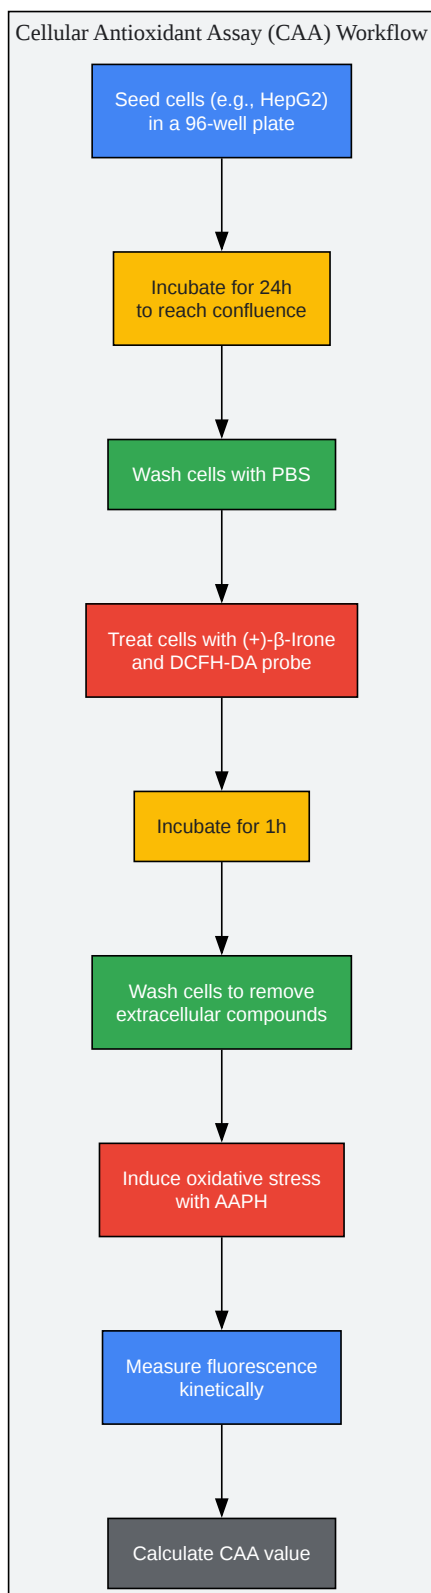 Cellular Antioxidant Assay (CAA) Workflow
Seed cells (e.g., HepG2)
in a 96-well plate
Incubate for 24h
to reach confluence
Wash cells with PBS
Treat cells with (+)-β-Irone
and DCFH-DA probe
Incubate for 1h
Wash cells to remove
extracellular compounds
Induce oxidative stress
with AAPH
Measure fluorescence
kinetically
Calculate CAA value